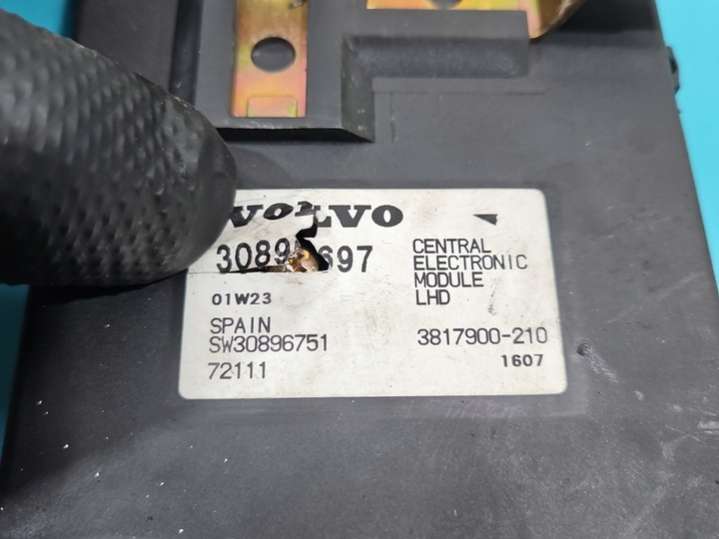 VOLVO
CENTRAL
ELECTRONIC
MODULE
LHD
01W23
SPAIN
SW30896751
72111
3817900-210
1607